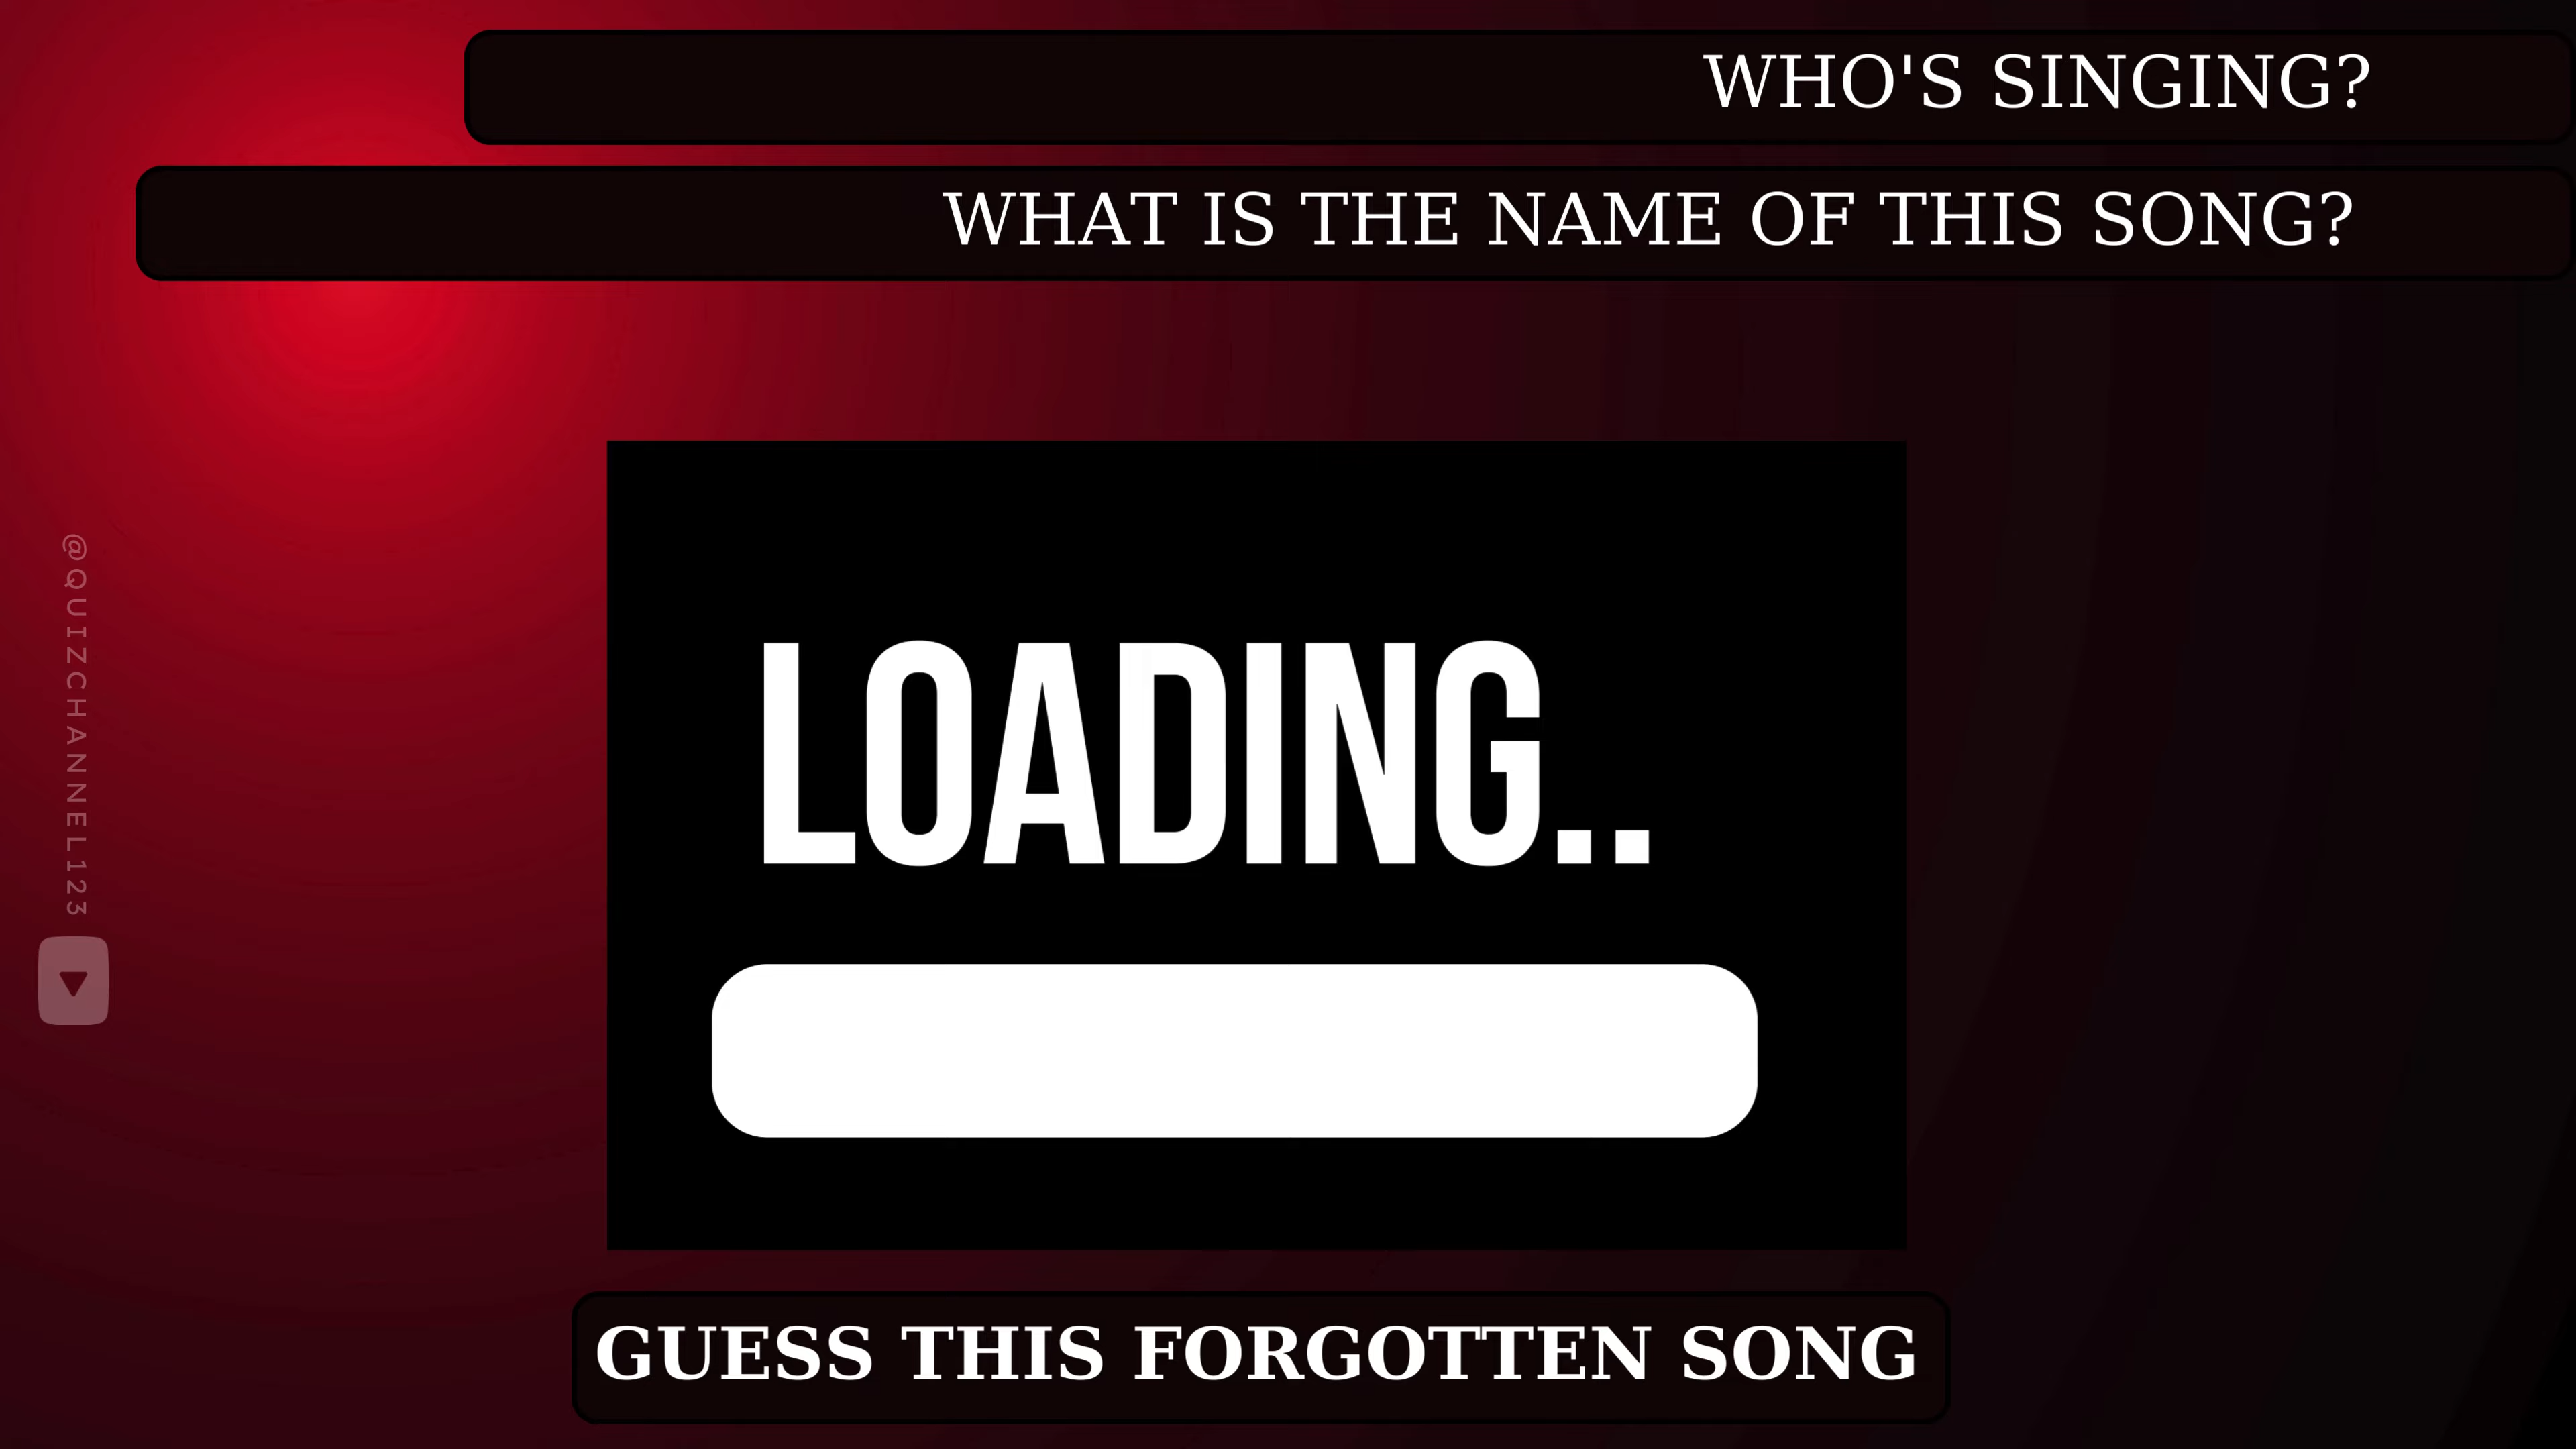 WHO'S SINGING?
WHAT IS THE NAME OF THIS SONG?
@QUIZCHANNEL123
LOADING..
GUESS THIS FORGOTTEN SONG